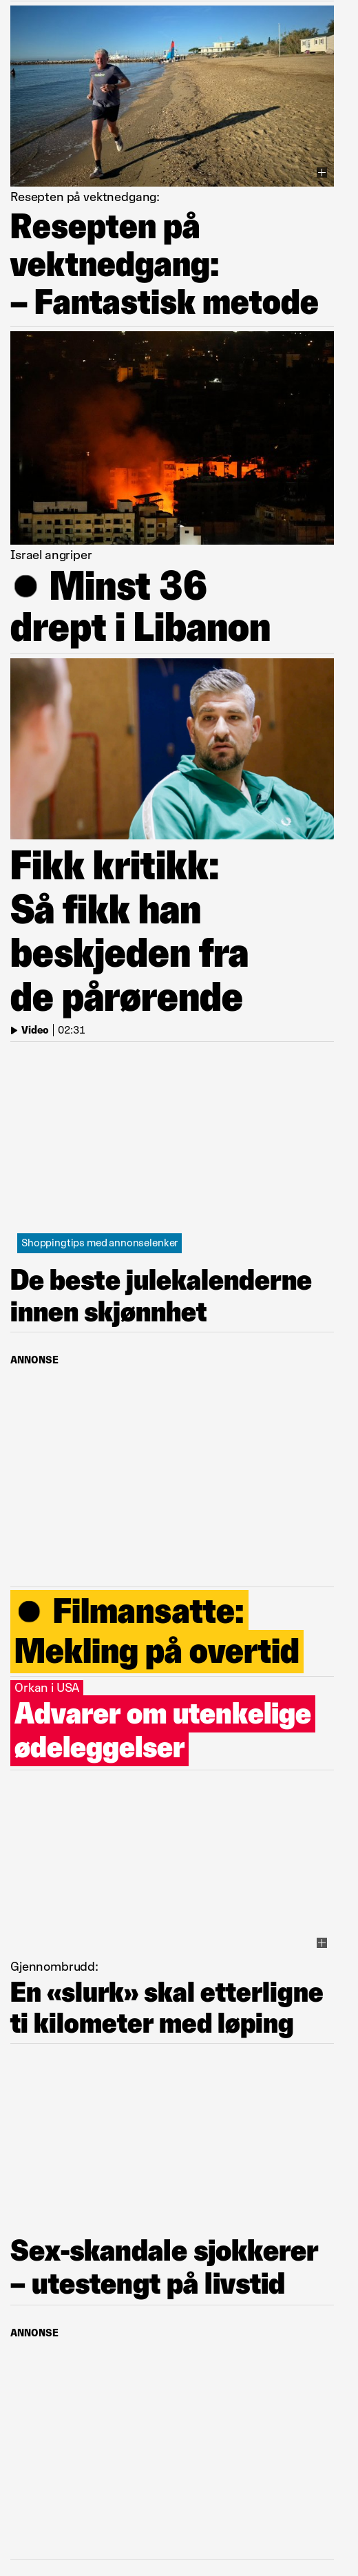 Resepten på vektnedgang:
Resepten på
vektnedgang:
– Fantastisk metode
Israel angriper
● Minst 36
drept i Libanon
Fikk kritikk:
Så fikk han
beskjeden fra
de pårørende
Video | 02:31
Shoppingtips med annonselenker
De beste julekalenderne
innen skjønnhet
ANNONSE
● Filmansatte:
Mekling på overtid
Orkan i USA
Advarer om utenkelige
ødeleggelser
Gjennombrudd:
En «slurk» skal etterligne
ti kilometer med løping
Sex-skandale sjokkerer
– utestengt på livstid
ANNONSE